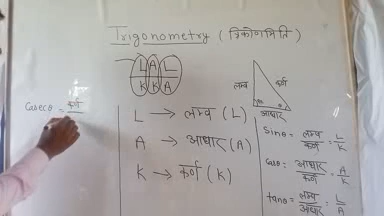 Trigonometry (त्रिकोणमिति)
L A L
K K A
लम्ब कर्ण
आधार
Cosecθ = कर्ण
L → लम्ब (L)
A → आधार (A)
K → कर्ण (K)
Sinθ = लम्ब/कर्ण = L/K
Cosθ = आधार/कर्ण = A/K
tanθ = लम्ब/आधार = L/A